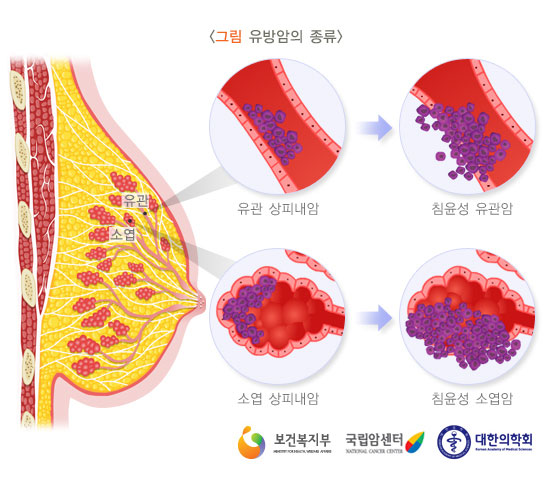 <그림 유방암의 종류>
유관
소엽
유관 상피내암
침윤성 유관암
소엽 상피내암
침윤성 소엽암
보건복지부
MINISTRY FOR HEALTH, WELFARE AFFAIRS
국립암센터
NATIONAL CANCER CENTER
대한의학회
Korean Academy of Medical Sciences